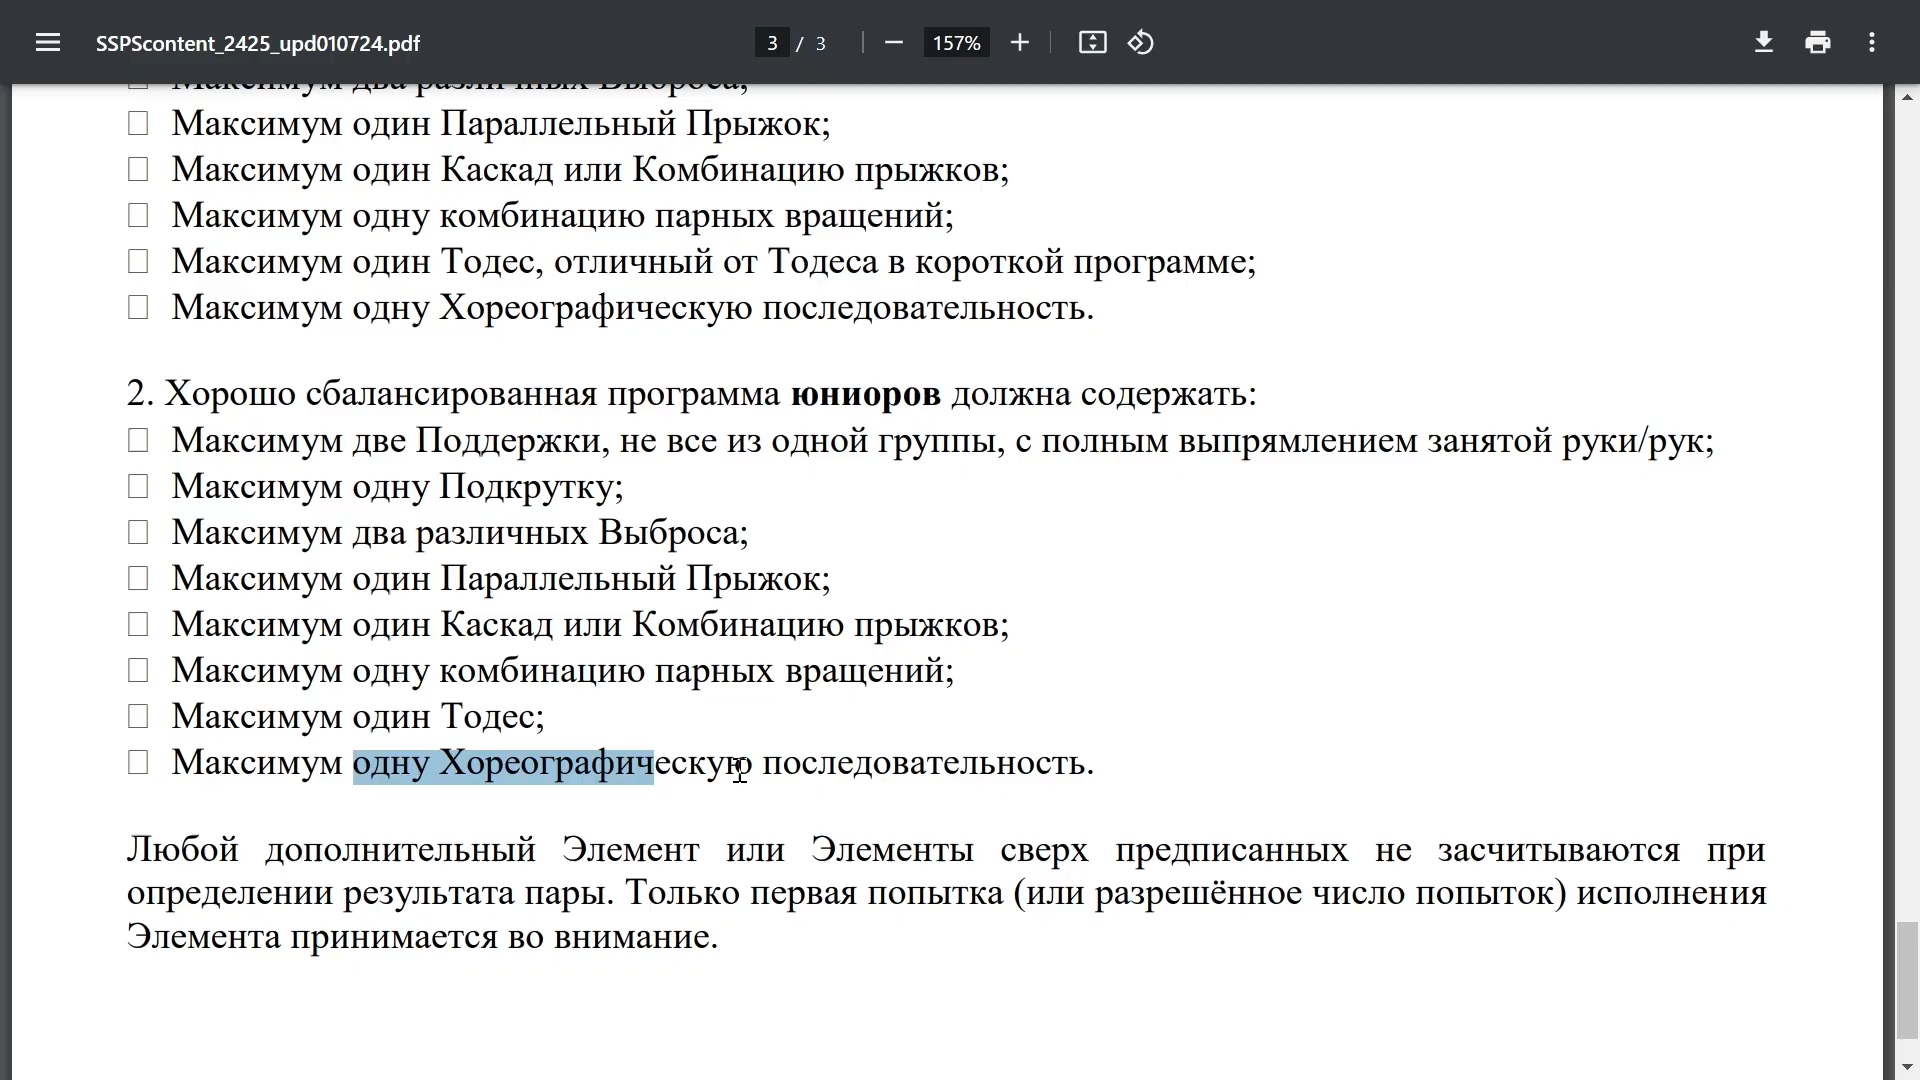 SSPScontent_2425_upd010724.pdf
3 / 3
157%
Максимум два различных Выброса;
Максимум один Параллельный Прыжок;
Максимум один Каскад или Комбинацию прыжков;
Максимум одну комбинацию парных вращений;
Максимум один Тодес, отличный от Тодеса в короткой программе;
Максимум одну Хореографическую последовательность.
2. Хорошо сбалансированная программа юниоров должна содержать:
Максимум две Поддержки, не все из одной группы, с полным выпрямлением занятой руки/рук;
Максимум одну Подкрутку;
Максимум два различных Выброса;
Максимум один Параллельный Прыжок;
Максимум один Каскад или Комбинацию прыжков;
Максимум одну комбинацию парных вращений;
Максимум один Тодес;
Максимум одну Хореографическую последовательность.
Любой дополнительный Элемент или Элементы сверх предписанных не засчитываются при
определении результата пары. Только первая попытка (или разрешённое число попыток) исполнения
Элемента принимается во внимание.